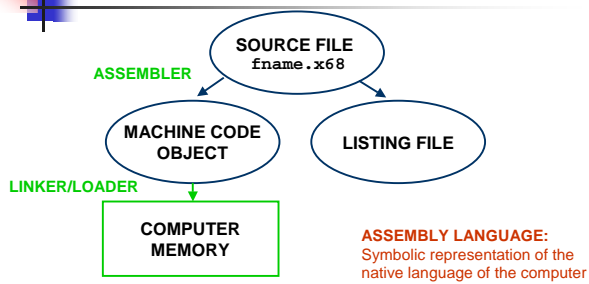 SOURCE FILE
fname.x68
ASSEMBLER
MACHINE CODE
OBJECT
LISTING FILE
LINKER/LOADER
COMPUTER
MEMORY
ASSEMBLY LANGUAGE:
Symbolic representation of the
native language of the computer